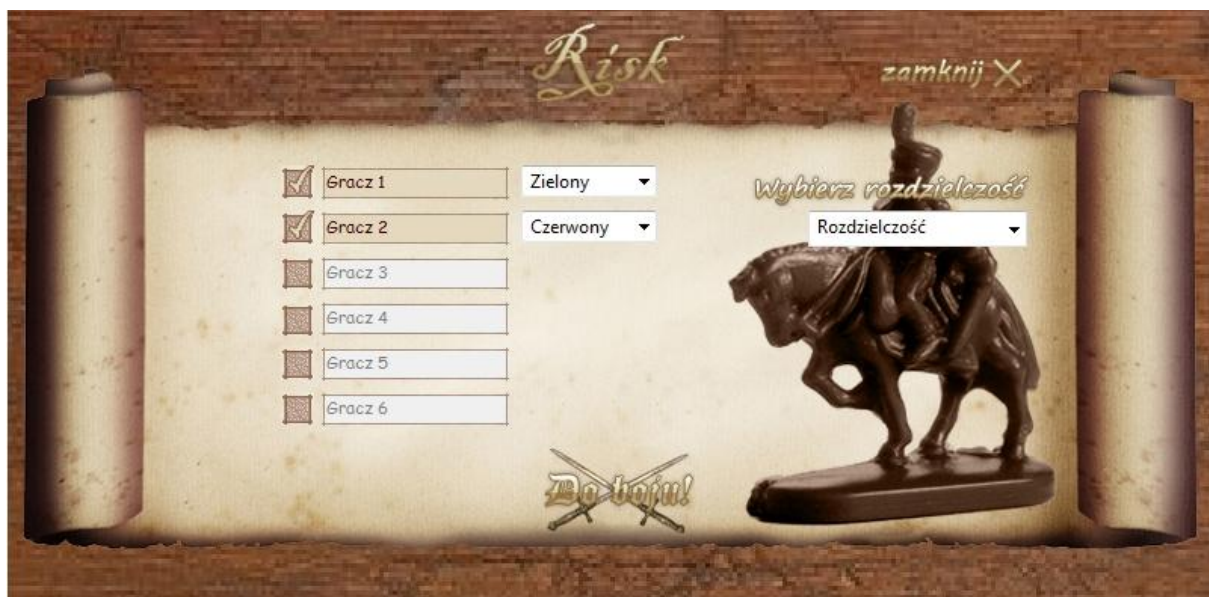 Risk
zamknij X
Gracz 1 Zielony
Wybierz rozdzielczość
Gracz 2 Czerwony
Rozdzielczość
Gracz 3
Gracz 4
Gracz 5
Gracz 6
Do boju!